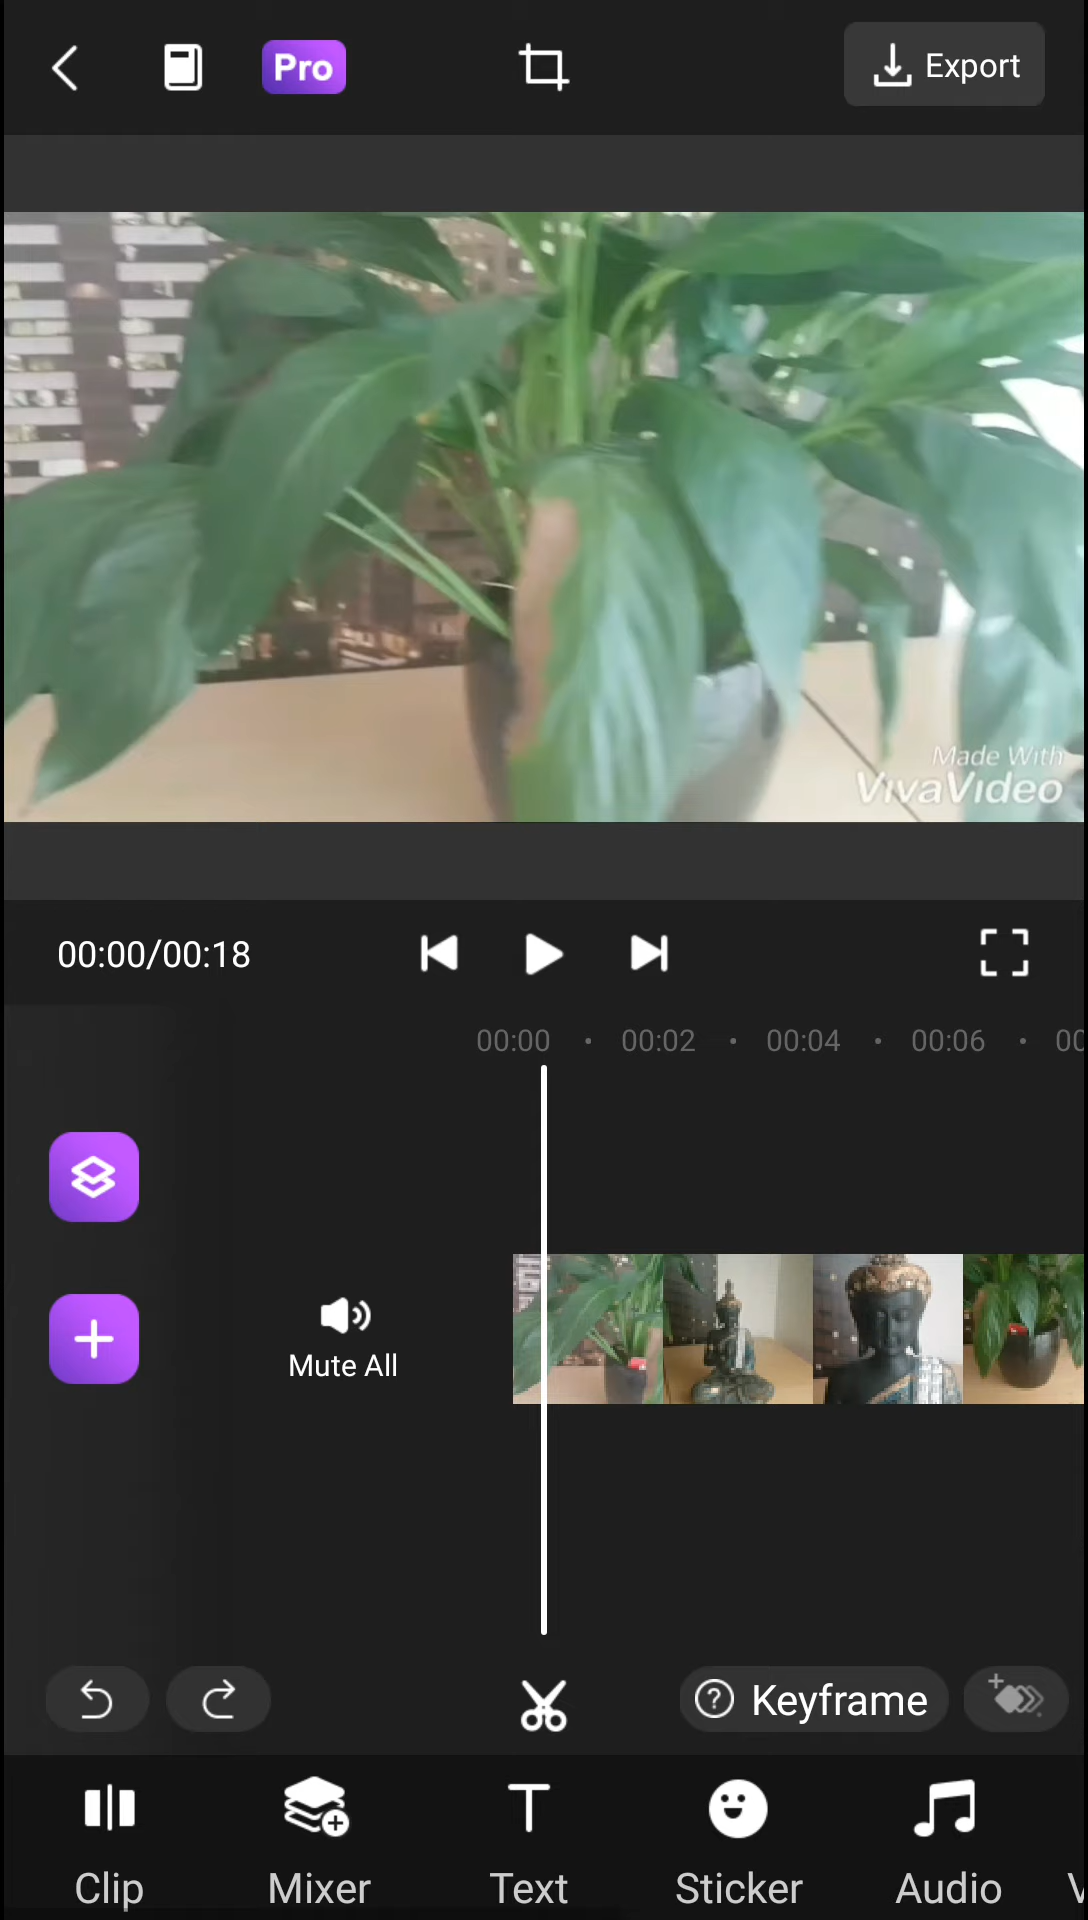 Pro
Export
Made With
VivaVideo
00:00/00:18
00:00
00:02
00:04
00:06
00
Mute All
Keyframe
Clip
Mixer
Text
Sticker
Audio